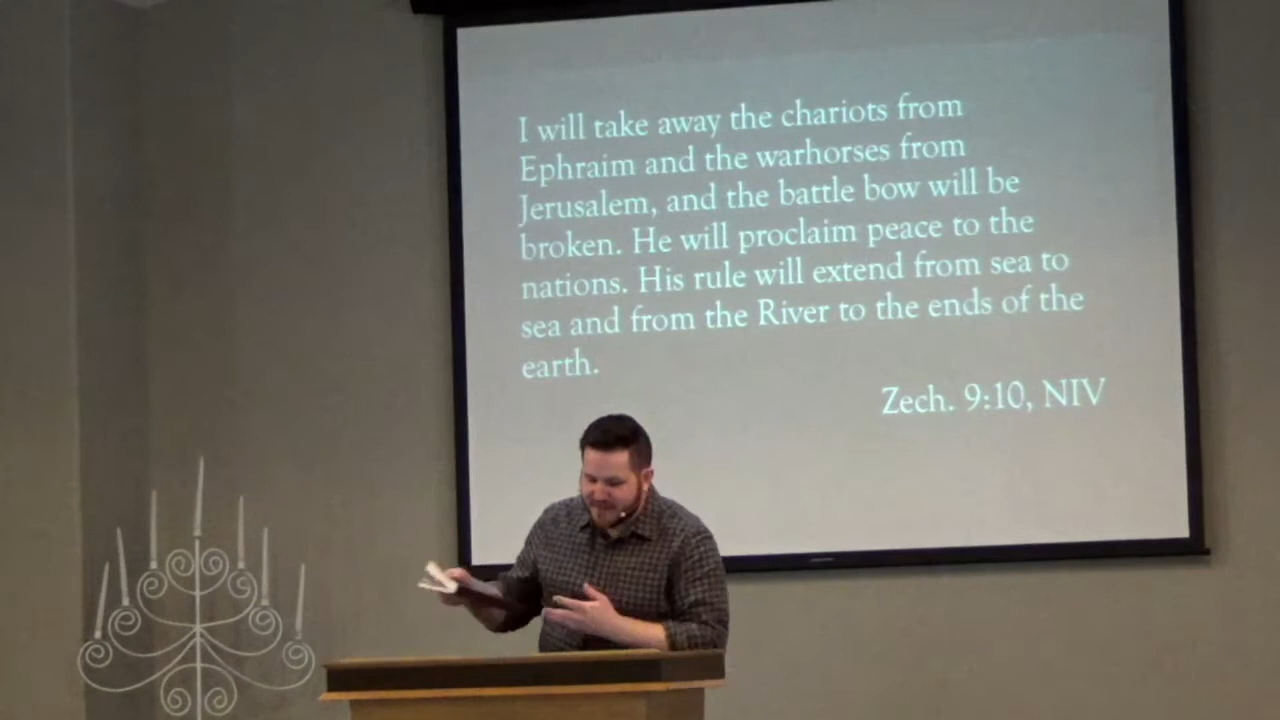 I will take away the chariots from
Ephraim and the warhorses from
Jerusalem, and the battle bow will be
broken. He will proclaim peace to the
nations. His rule will extend from sea to
sea and from the River to the ends of the
earth.
Zech. 9:10, NIV